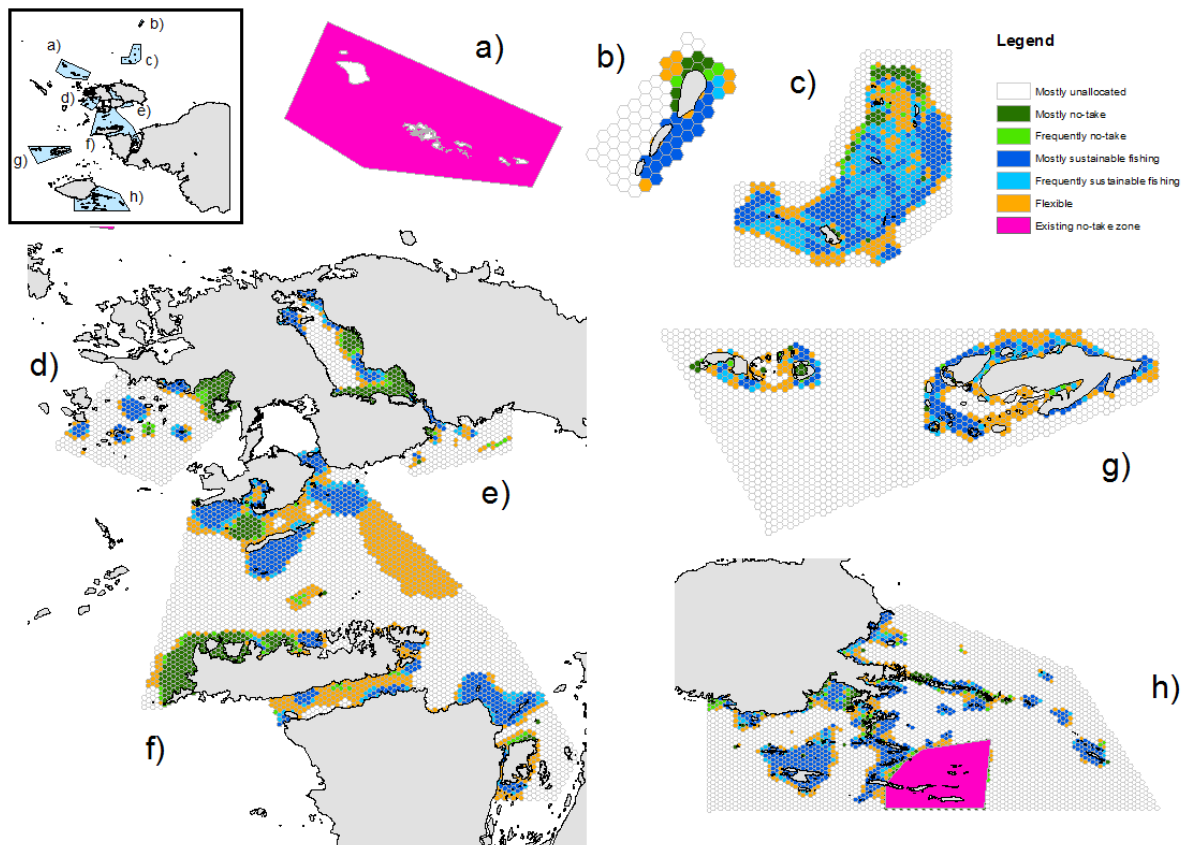 a)
b)
c)
d)
e)
f)
g)
h)
a)
b)
c)
Legend
Mostly unallocated
Mostly no-take
Frequently no-take
Mostly sustainable fishing
Frequently sustainable fishing
Flexible
Existing no-take zone
d)
e)
f)
g)
h)